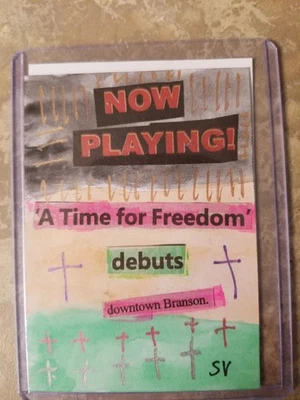 NOW
PLAYING!
'A Time for Freedom'
debuts
downtown Branson.
SV